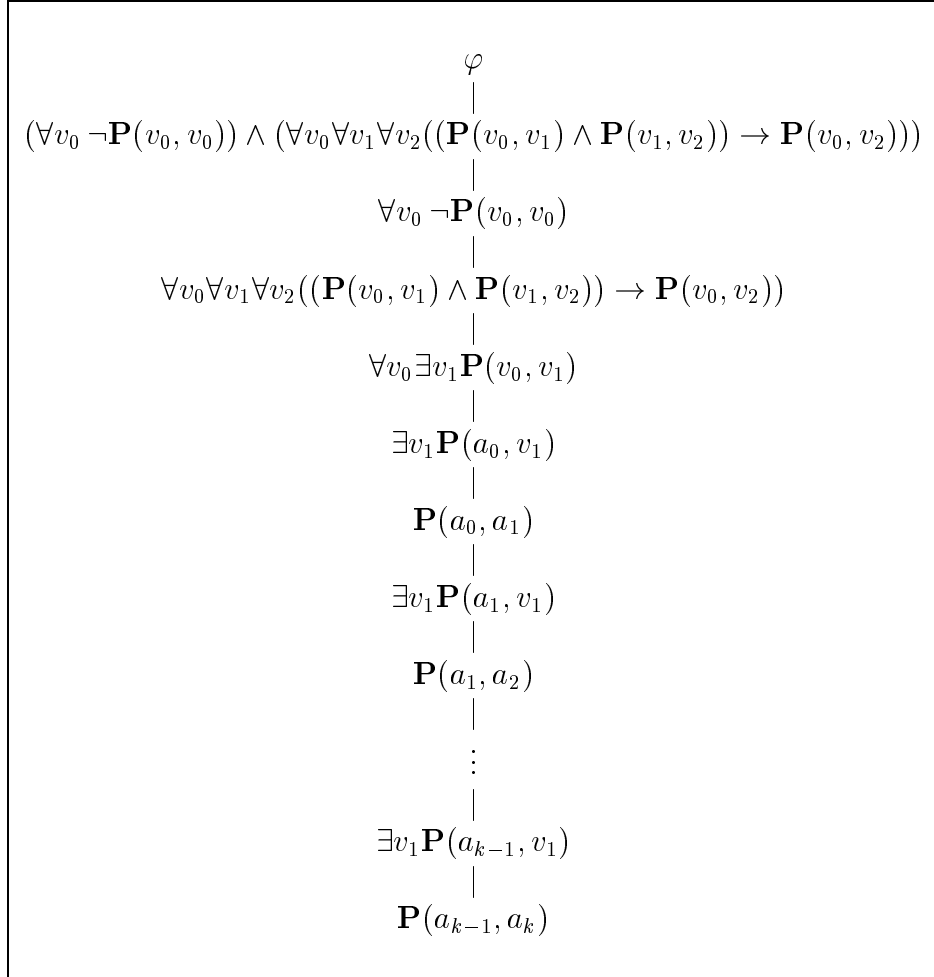 φ
(∀v₀ ¬P(v₀, v₀)) ∧ (∀v₀∀v₁∀v₂((P(v₀, v₁) ∧ P(v₁, v₂)) → P(v₀, v₂)))
∀v₀ ¬P(v₀, v₀)
∀v₀∀v₁∀v₂((P(v₀, v₁) ∧ P(v₁, v₂)) → P(v₀, v₂))
∀v₀∃v₁P(v₀, v₁)
∃v₁P(a₀, v₁)
P(a₀, a₁)
∃v₁P(a₁, v₁)
P(a₁, a₂)
⋮
∃v₁P(aₖ₋₁, v₁)
P(aₖ₋₁, aₖ)